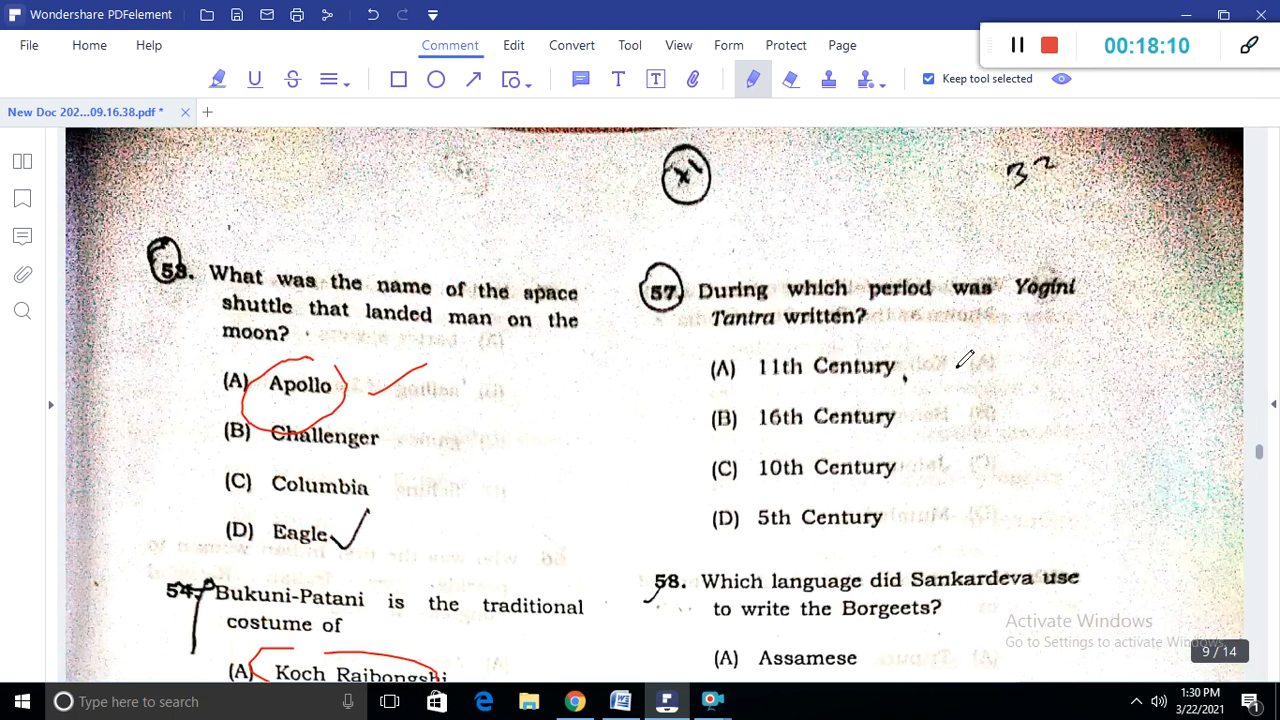 Wondershare PDFelement
File Home Help Comment Edit Convert Tool View Form Protect Page
00:18:10
Keep tool selected
New Doc 202...09.16.38.pdf *
32
53. What was the name of the space
shuttle that landed man on the
moon?
(A) Apollo
(B) Challenger
(C) Columbia
(D) Eagle
54. Bukuni-Patani is the traditional
costume of
(A) Koch Rajbongshi
57. During which period was Yogini
Tantra written?
(A) 11th Century
(B) 16th Century
(C) 10th Century
(D) 5th Century
58. Which language did Sankardeva use
to write the Borgeets?
(A) Assamese
Activate Windows
Go to Settings to activate Windows.
9 / 14
Type here to search
1:30 PM
3/22/2021